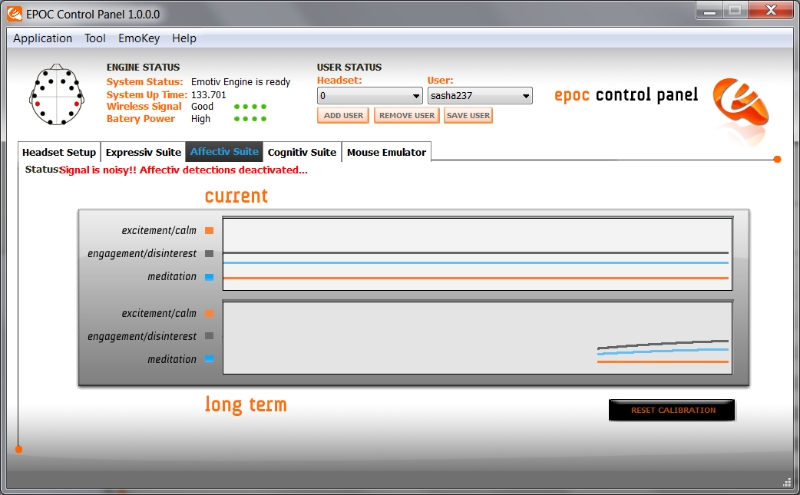 EPOC Control Panel 1.0.0.0
Application Tool EmoKey Help
ENGINE STATUS
System Status: Emotiv Engine is ready
System Up Time: 133.701
Wireless Signal Good
Batery Power High
USER STATUS
Headset: User:
0 sasha237
ADD USER REMOVE USER SAVE USER
epoc control panel
Headset Setup Expressiv Suite Affectiv Suite Cognitiv Suite Mouse Emulator
Status:Signal is noisy!! Affectiv detections deactivated...
current
excitement/calm
engagement/disinterest
meditation
excitement/calm
engagement/disinterest
meditation
long term
RESET CALIBRATION